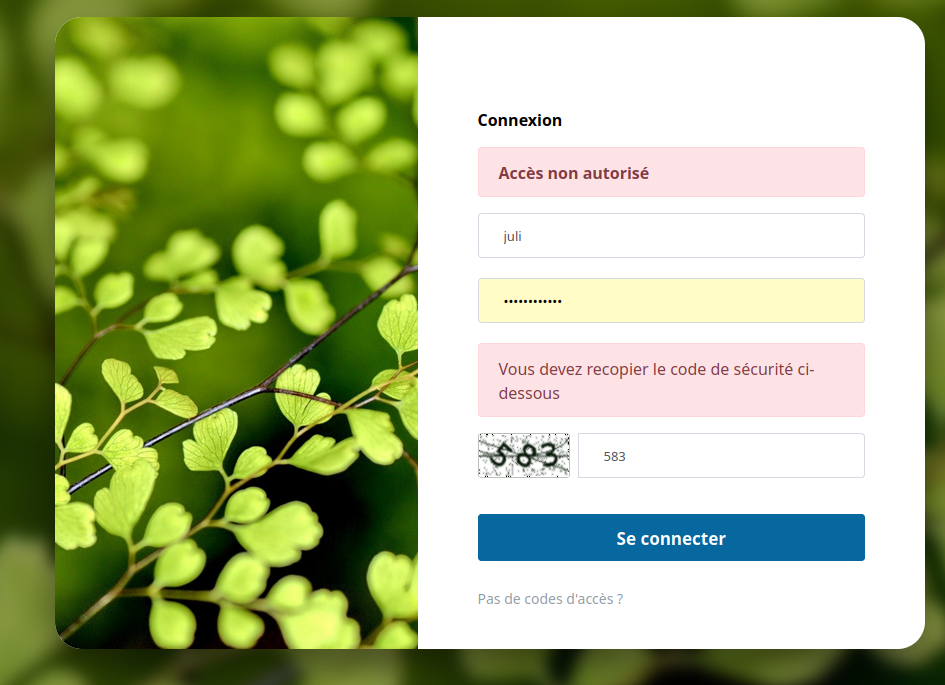 Connexion
Accès non autorisé
juli
••••••••••••
Vous devez recopier le code de sécurité ci-
dessous
583 583
Se connecter
Pas de codes d'accès ?